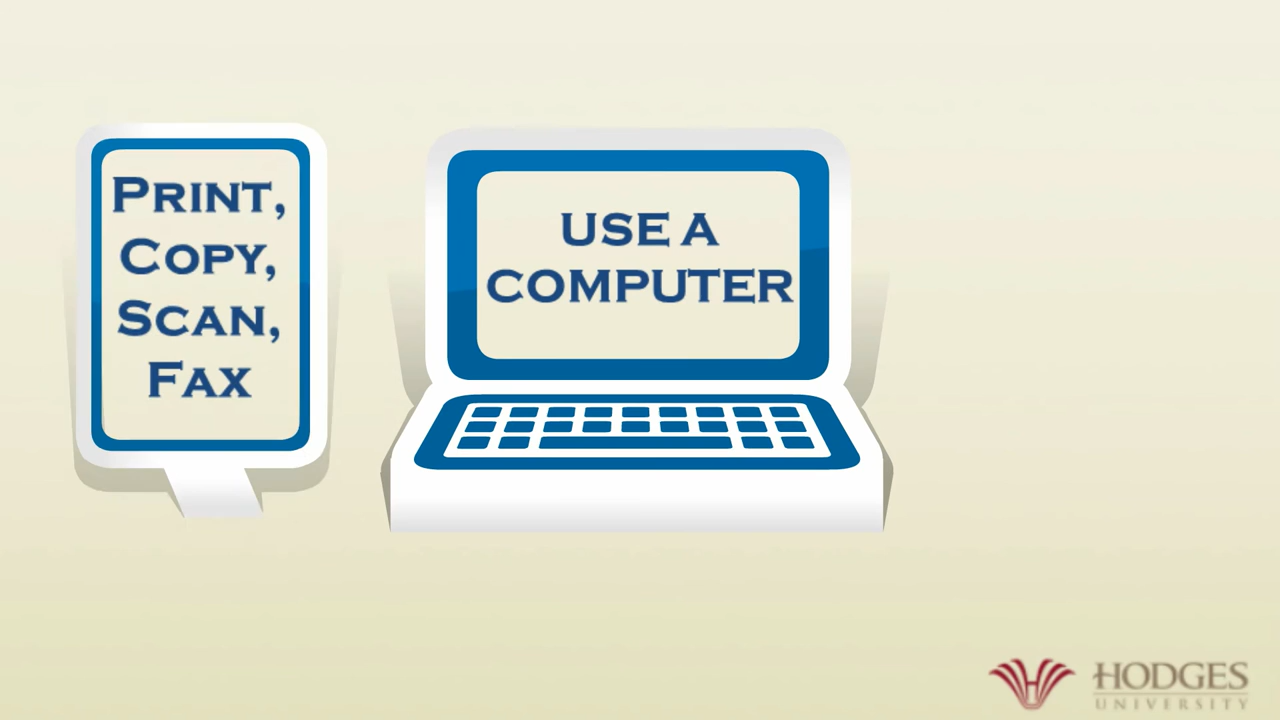 Print,
Copy,
Scan,
Fax
USE A
COMPUTER
HODGES
UNIVERSITY